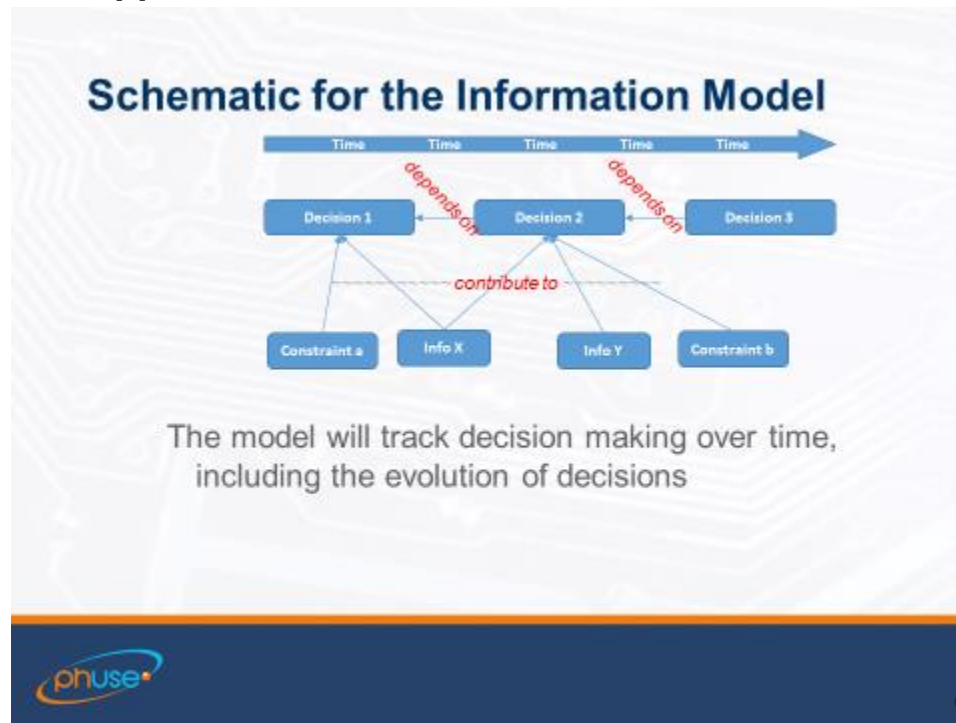 Schematic for the Information Model
Time Time Time Time Time
depends on depends on
Decision 1 Decision 2 Decision 3
contribute to
Constraint a Info X Info Y Constraint b
The model will track decision making over time,
including the evolution of decisions
phuse